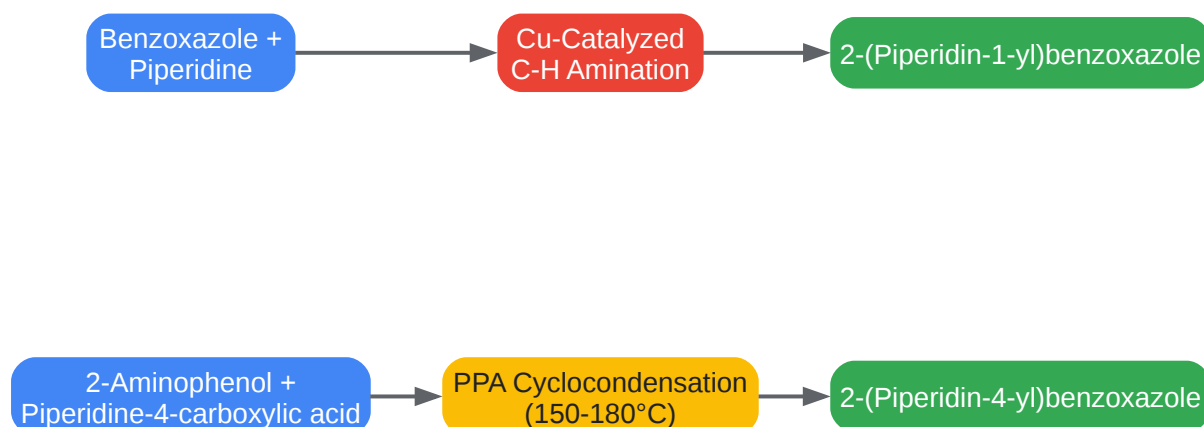 Benzoxazole +
Piperidine
Cu-Catalyzed
C-H Amination
2-(Piperidin-1-yl)benzoxazole
2-Aminophenol +
Piperidine-4-carboxylic acid
PPA Cyclocondensation
(150-180°C)
2-(Piperidin-4-yl)benzoxazole